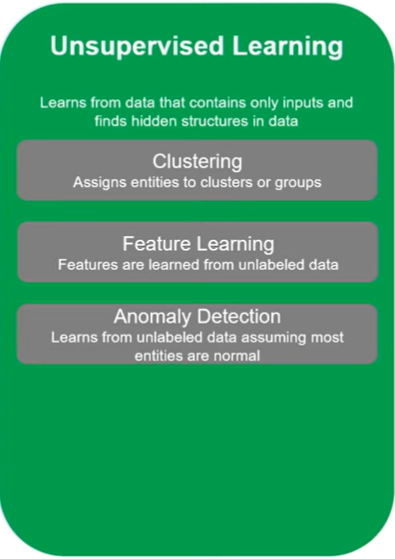 Unsupervised Learning
Learns from data that contains only inputs and
finds hidden structures in data
Clustering
Assigns entities to clusters or groups
Feature Learning
Features are learned from unlabeled data
Anomaly Detection
Learns from unlabeled data assuming most
entities are normal